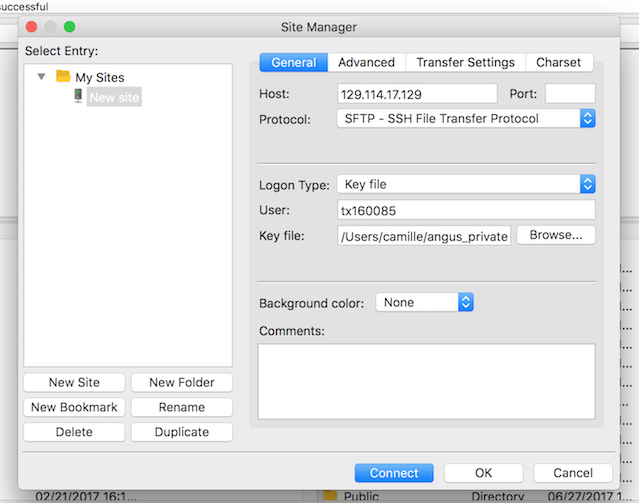 successful
Site Manager
Select Entry:
My Sites
New site
General Advanced Transfer Settings Charset
Host: 129.114.17.129 Port:
Protocol: SFTP - SSH File Transfer Protocol
Logon Type: Key file
User: tx160085
Key file: /Users/camille/angus_private Browse...
Background color: None
Comments:
New Site New Folder
New Bookmark Rename
Delete Duplicate
Connect OK Cancel
02/21/2017 16:1... Public Directory 06/27/2017 1...